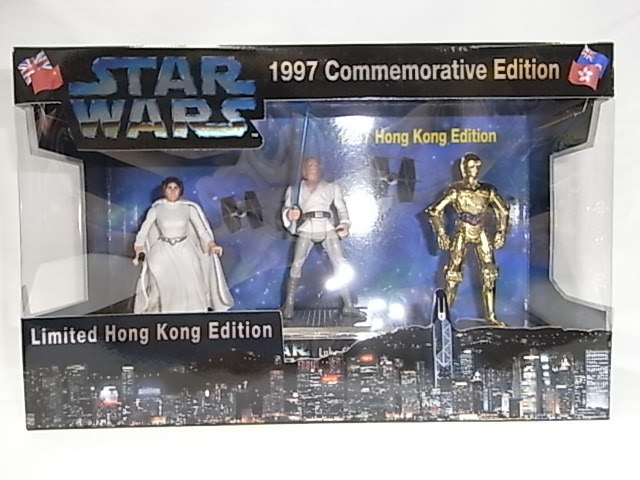 STAR
WARS
1997 Commemorative Edition
Hong Kong Edition
Limited Hong Kong Edition